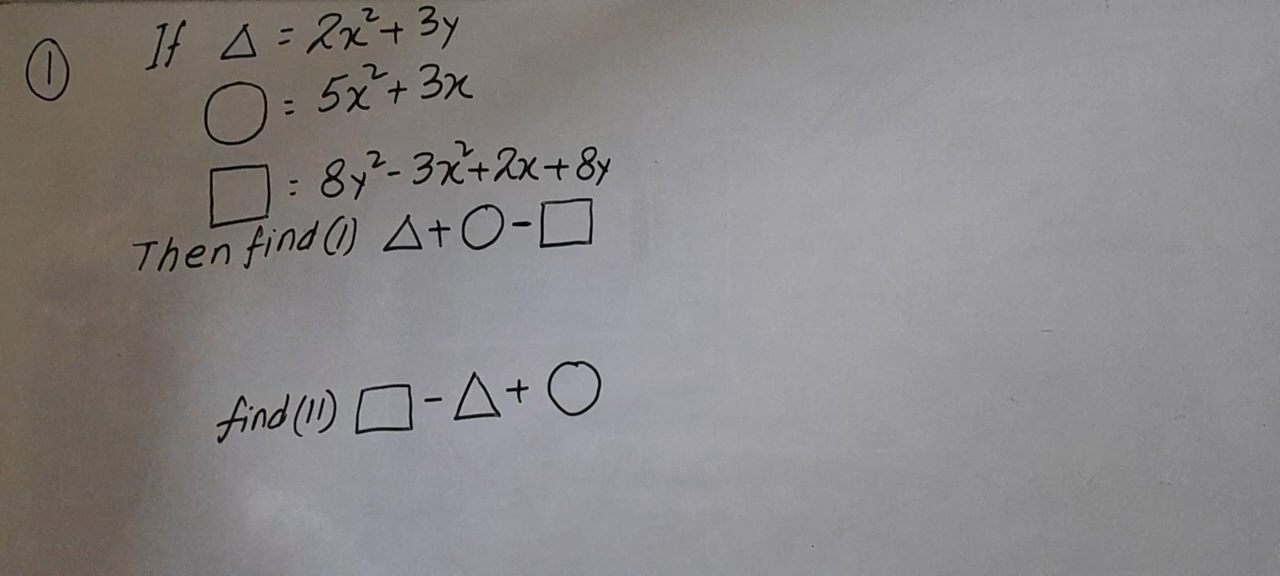 ① If △ = 2x² + 3y
○ = 5x² + 3x
□ = 8y² - 3x² + 2x + 8y
Then find (I) △ + ○ - □
find (II) □ - △ + ○